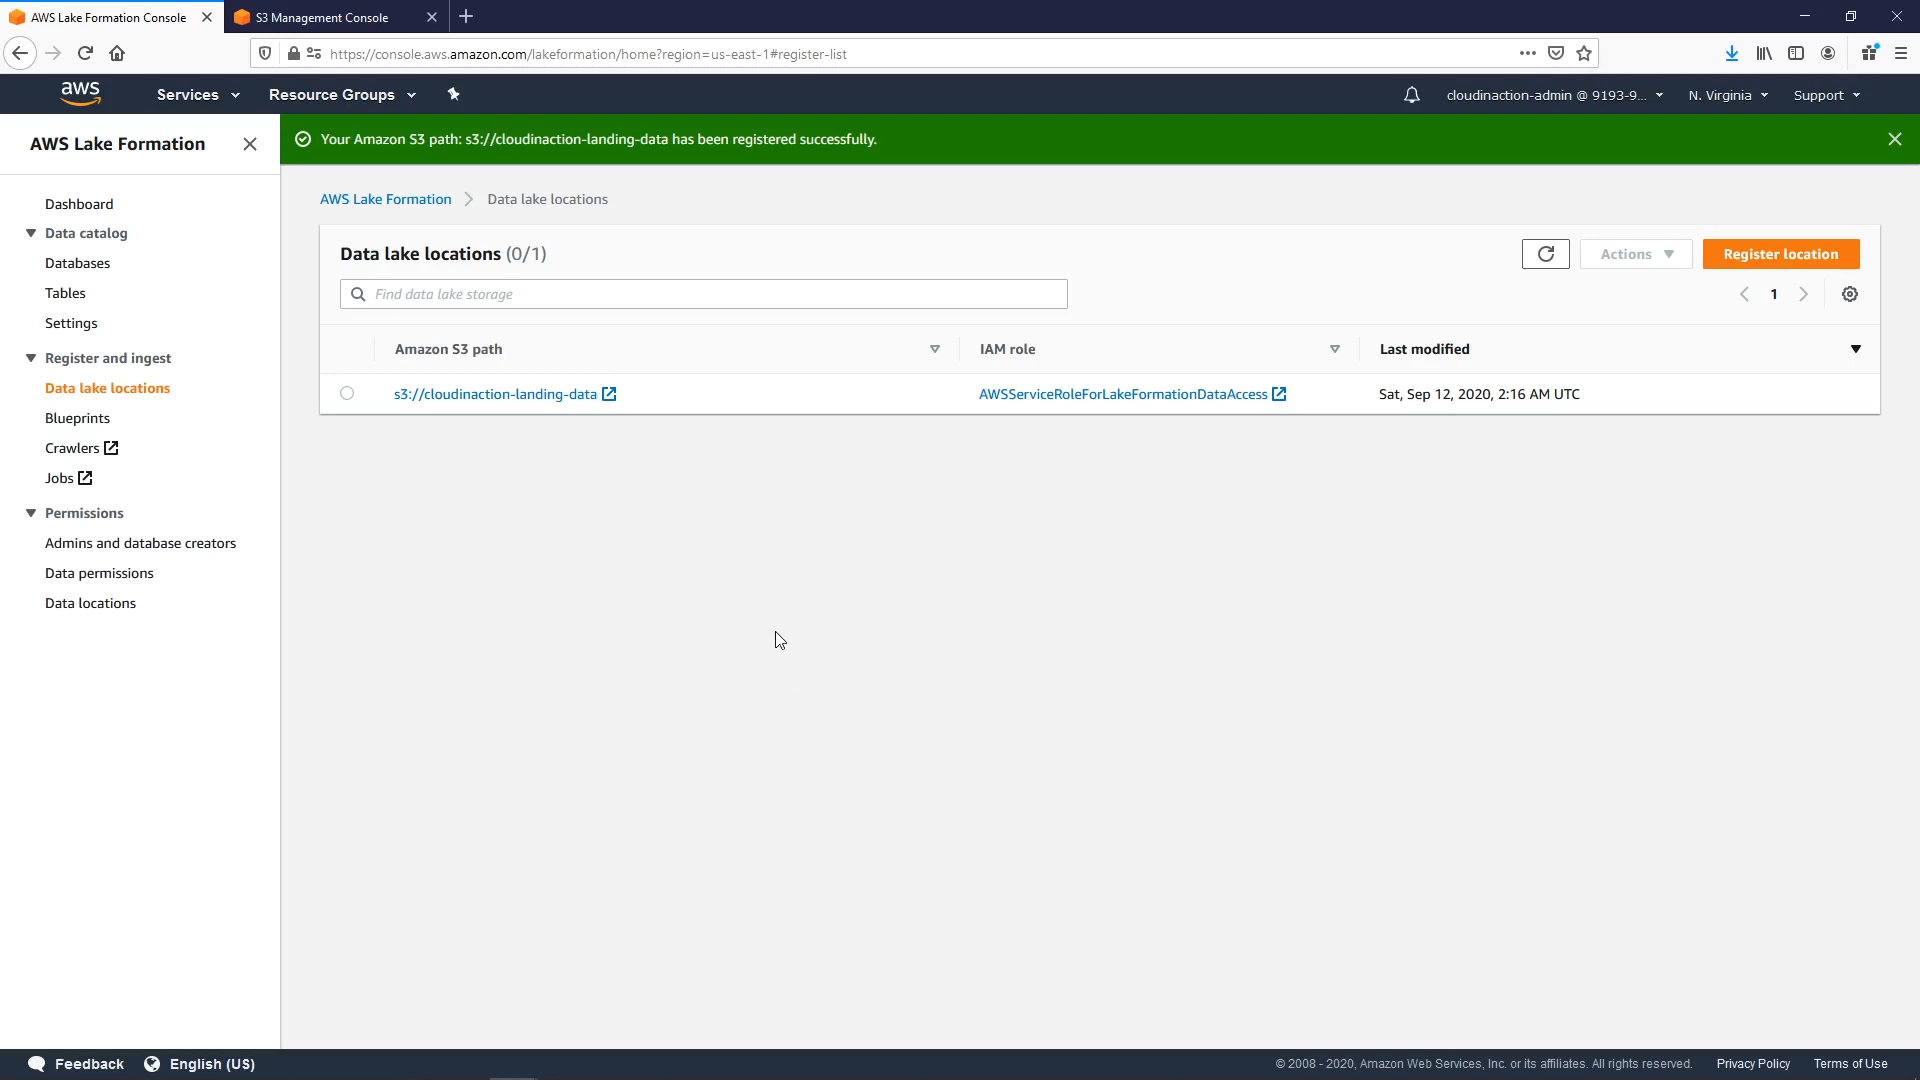 AWS Lake Formation Console
S3 Management Console
https://console.aws.amazon.com/lakeformation/home?region=us-east-1#register-list
aws
Services
Resource Groups
cloudinaction-admin @ 9193-9...
N. Virginia
Support
AWS Lake Formation
Your Amazon S3 path: s3://cloudinaction-landing-data has been registered successfully.
Dashboard
Data catalog
Databases
Tables
Settings
Register and ingest
Data lake locations
Blueprints
Crawlers
Jobs
Permissions
Admins and database creators
Data permissions
Data locations
AWS Lake Formation
Data lake locations
Data lake locations (0/1)
Actions
Register location
Find data lake storage
1
Amazon S3 path
IAM role
Last modified
s3://cloudinaction-landing-data
AWSServiceRoleForLakeFormationDataAccess
Sat, Sep 12, 2020, 2:16 AM UTC
Feedback
English (US)
© 2008 - 2020, Amazon Web Services, Inc. or its affiliates. All rights reserved.
Privacy Policy
Terms of Use